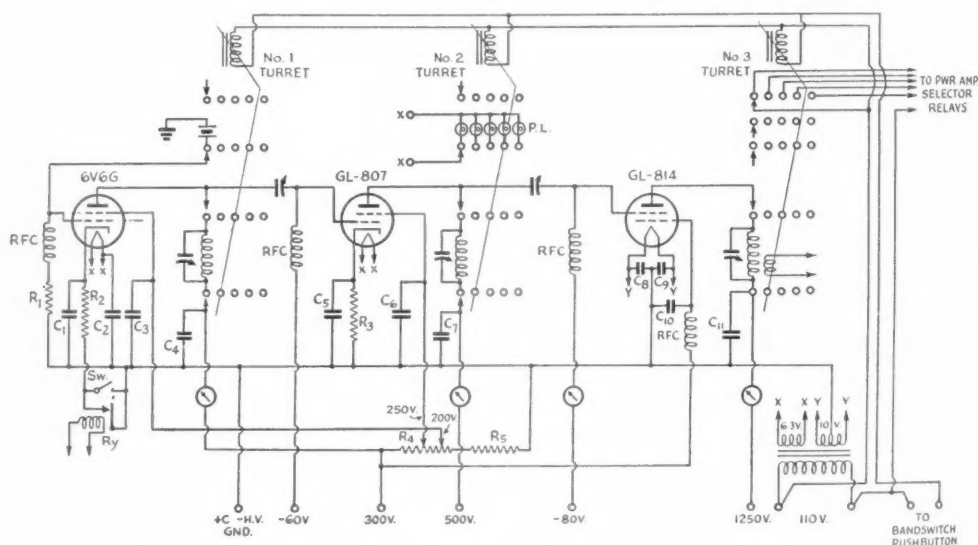 No. 1
TURRET
No. 2
TURRET
No. 3
TURRET
TO PWR AMP
SELECTOR
RELAYS
X
X
P.L.
6V6G
GL-807
GL-814
RFC
RFC
RFC
R1
C1
R2
X X
C2
C3
C4
C5
R3
X X
C6
C7
Y
C8
C9
Y
C10
RFC
C11
Sw.
Ry
250V.
200V.
R4
R5
X X Y Y
6.3V
10 V.
+C -H.V.
GND.
-60V
300V.
500V.
-80V.
1250V.
110V.
TO
BANDSWITCH
PUSHBUTTON